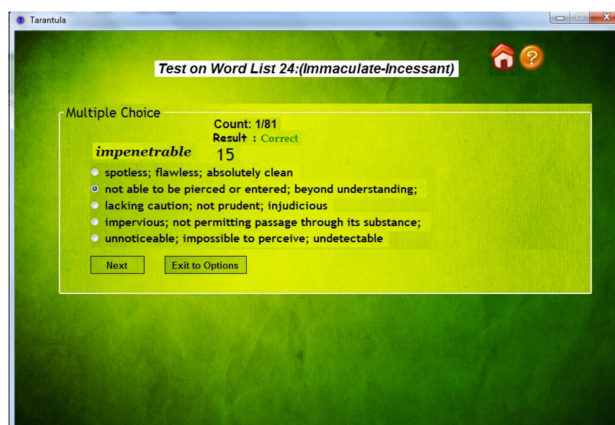 Tarantula
Test on Word List 24:(Immaculate-Incessant)
Multiple Choice
Count: 1/81
Result : Correct
impenetrable 15
spotless; flawless; absolutely clean
not able to be pierced or entered; beyond understanding;
lacking caution; not prudent; injudicious
impervious; not permitting passage through its substance;
unnoticeable; impossible to perceive; undetectable
Next Exit to Options